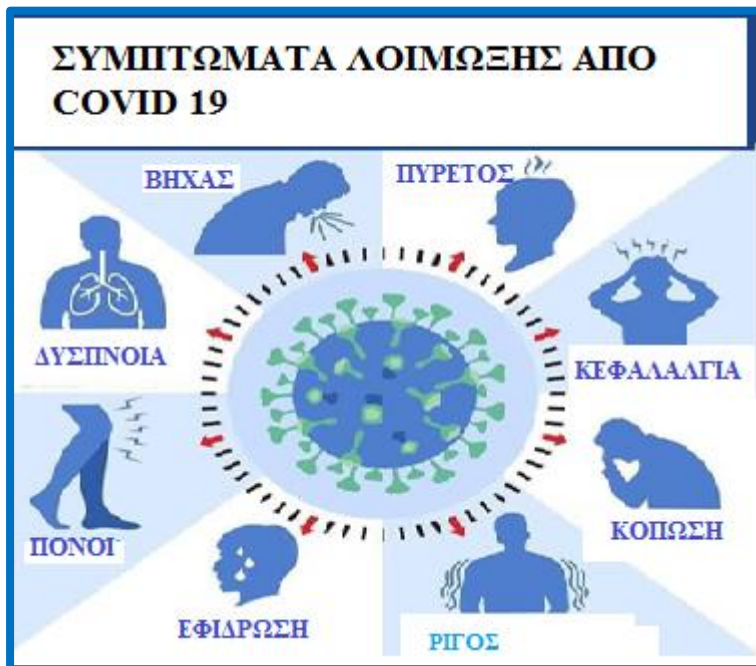 ΣΥΜΠΤΩΜΑΤΑ ΛΟΙΜΩΞΗΣ ΑΠΟ
COVID 19
ΒΗΧΑΣ
ΠΥΡΕΤΟΣ
ΔΥΣΠΝΟΙΑ
ΚΕΦΑΛΑΛΓΙΑ
ΠΟΝΟΙ
ΚΟΠΩΣΗ
ΕΦΙΔΡΩΣΗ
ΡΙΓΟΣ